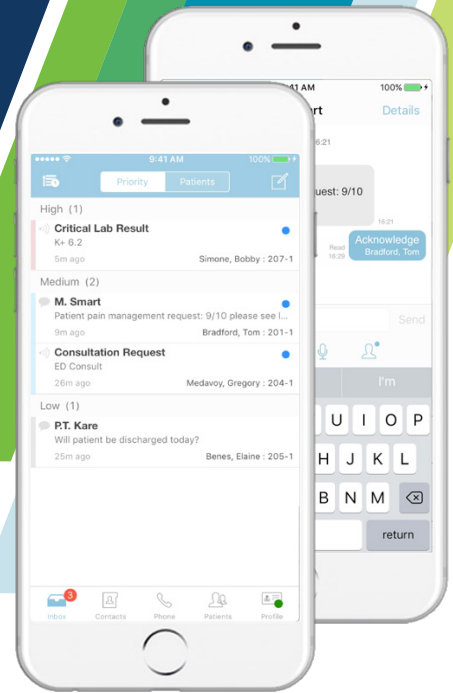 9:41 AM
100%
Priority
Patients
High (1)
Critical Lab Result
K+ 6.2
5m ago
Simone, Bobby : 207-1
Medium (2)
M. Smart
Patient pain management request: 9/10 please see l...
9m ago
Bradford, Tom : 201-1
Consultation Request
ED Consult
26m ago
Medavoy, Gregory : 204-1
Low (1)
P.T. Kare
Will patient be discharged today?
25m ago
Benes, Elaine : 205-1
3
Inbox
Contacts
Phone
Patients
Profile
41 AM
100%
rt
Details
6:21
uest: 9/10
16:21
Read
16:29
Acknowledge
Bradford, Tom
Send
I'm
U I O P
H J K L
B N M
return